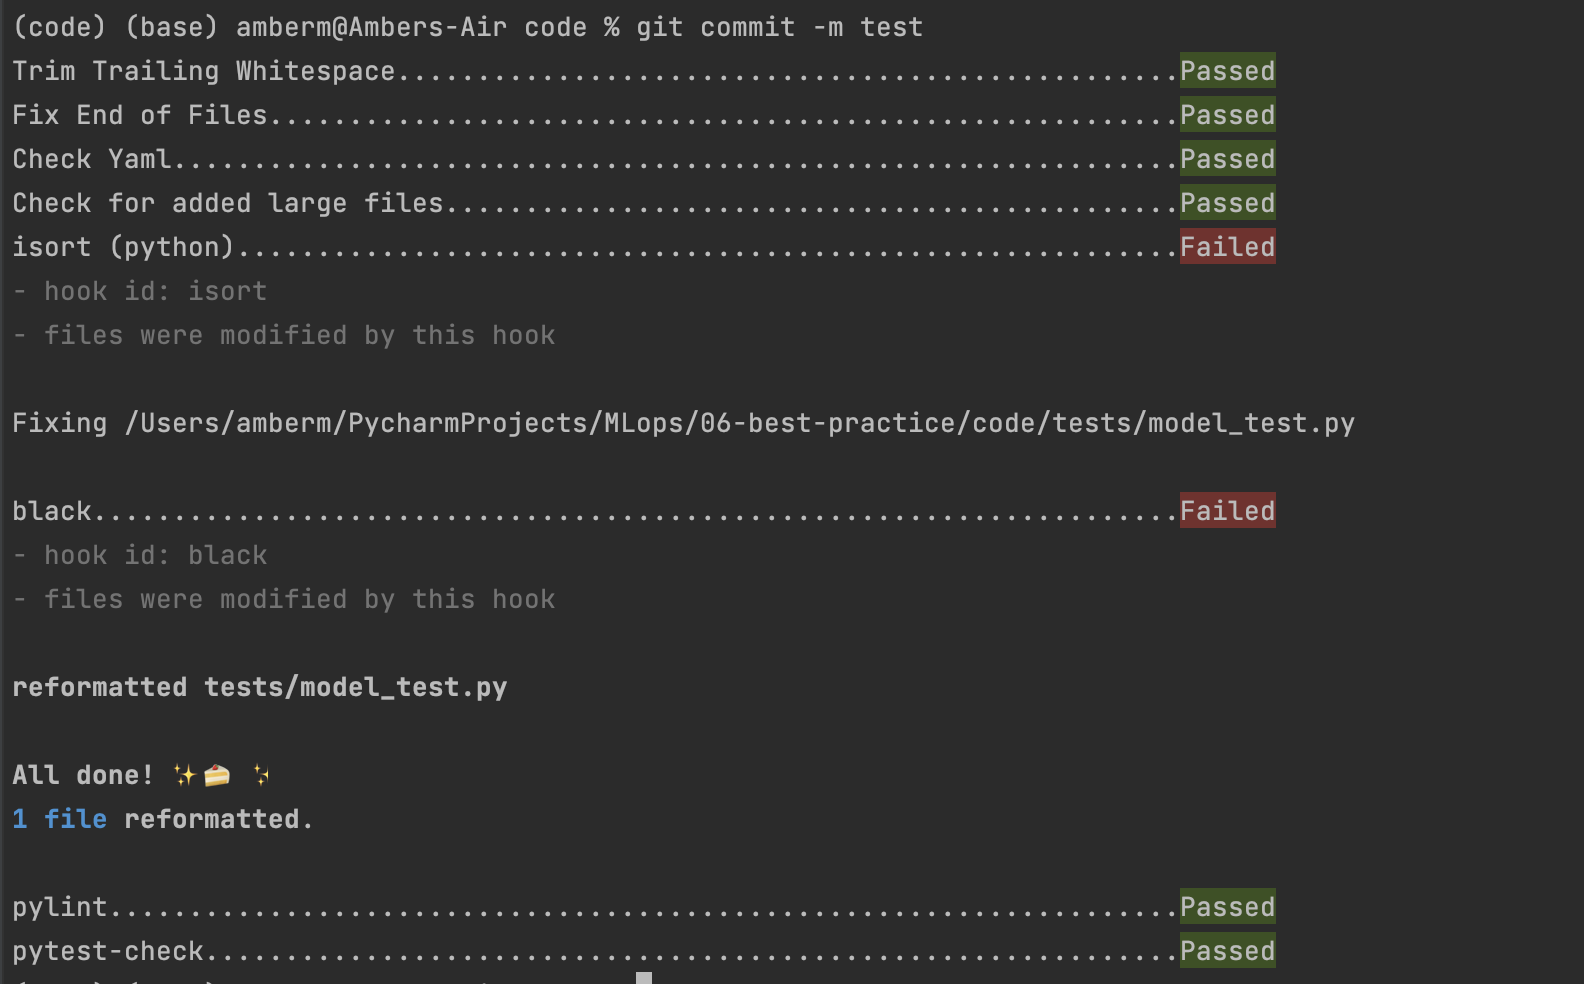 (code) (base) amberm@Ambers-Air code % git commit -m test
Trim Trailing Whitespace.................................................Passed
Fix End of Files.........................................................Passed
Check Yaml...............................................................Passed
Check for added large files..............................................Passed
isort (python)...........................................................Failed
- hook id: isort
- files were modified by this hook
Fixing /Users/amberm/PycharmProjects/MLops/06-best-practice/code/tests/model_test.py
black....................................................................Failed
- hook id: black
- files were modified by this hook
reformatted tests/model_test.py
All done! ✨🍰 ✨
1 file reformatted.
pylint...................................................................Passed
pytest-check.............................................................Passed